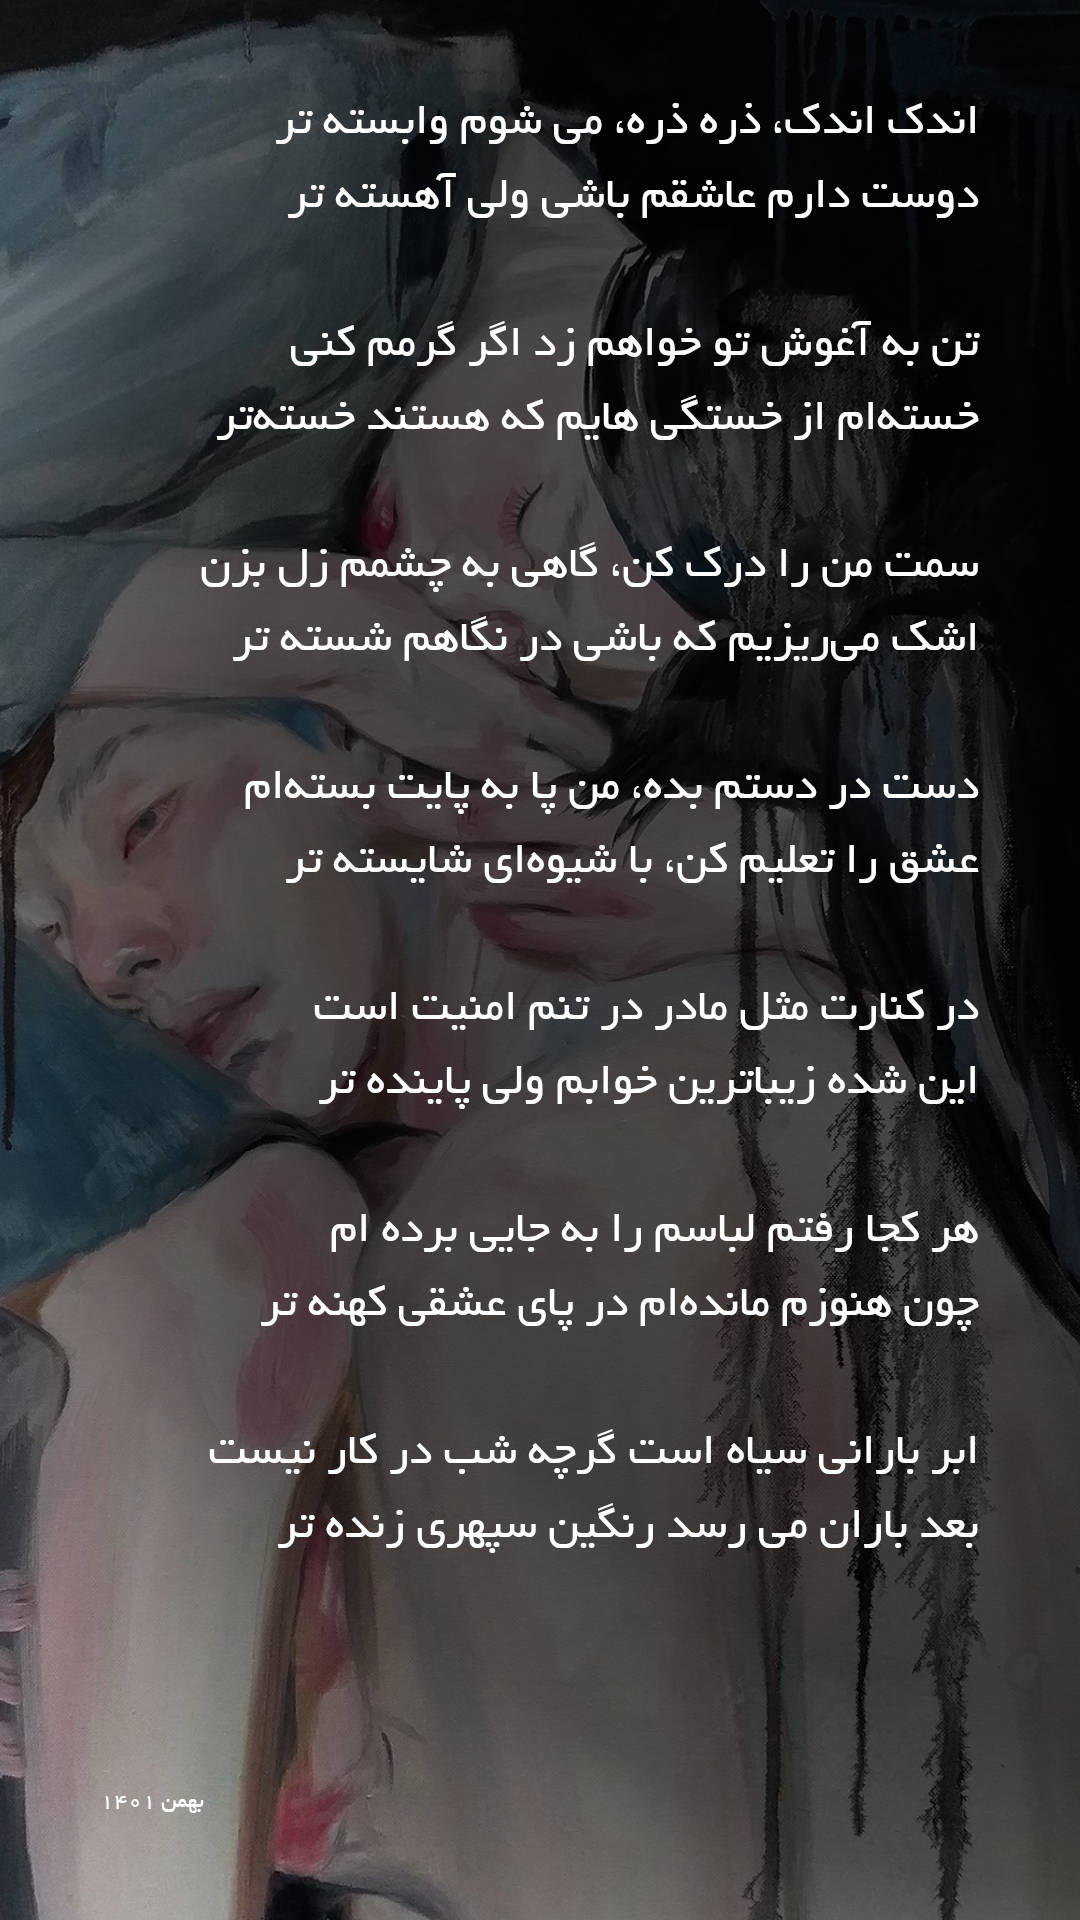 اندک اندک، ذره ذره، می شوم وابسته تر
دوست دارم عاشقم باشی ولی آهسته تر
تن به آغوش تو خواهم زد اگر گرمم کنی
خسته‌ام از خستگی هایم که هستند خسته‌تر
سمت من را درک کن، گاهی به چشمم زل بزن
اشک می‌ریزیم که باشی در نگاهم شسته تر
دست در دستم بده، من پا به پایت بسته‌ام
عشق را تعلیم کن، با شیوه‌ای شایسته تر
در کنارت مثل مادر در تنم امنیت است
این شده زیباترین خوابم ولی پاینده تر
هر کجا رفتم لباسم را به جایی برده ام
چون هنوزم مانده‌ام در پای عشقی کهنه تر
ابر بارانی سیاه است گرچه شب در کار نیست
بعد باران می رسد رنگین سپهری زنده تر
بهمن ۱۴۰۱